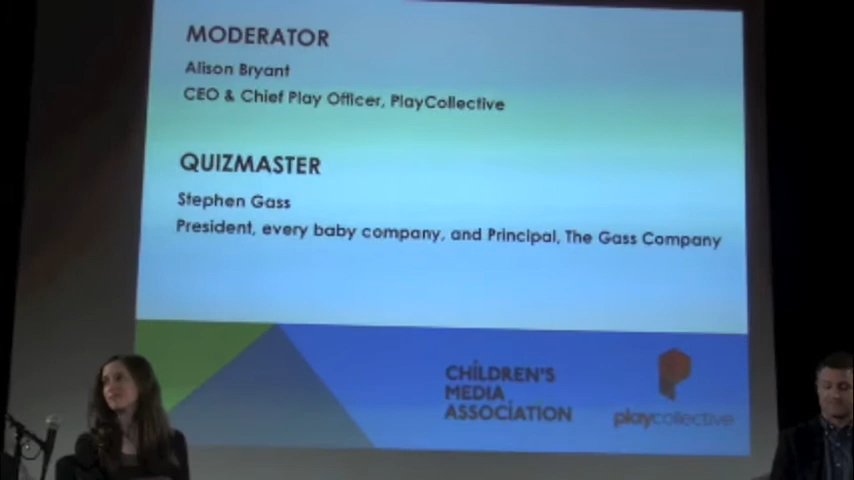 MODERATOR
Alison Bryant
CEO & Chief Play Officer, PlayCollective
QUIZMASTER
Stephen Gass
President, every baby company, and Principal, The Gass Company
CHILDREN'S
MEDIA
ASSOCIATION
playcollective